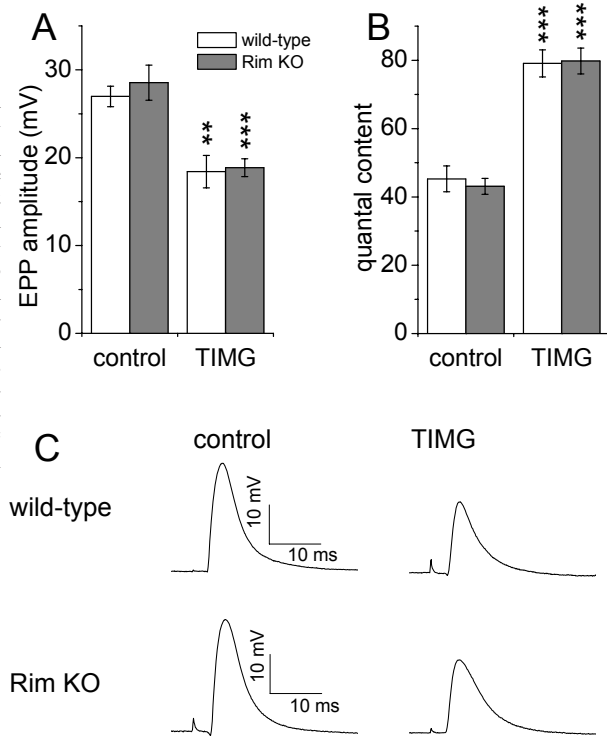 A
wild-type
Rim KO
EPP amplitude (mV)
30
20
10
0
** ***
control TIMG
B
quantal content
80
60
40
20
0
*** ***
control TIMG
C
control TIMG
wild-type
10 mV
10 ms
Rim KO
10 mV
10 ms